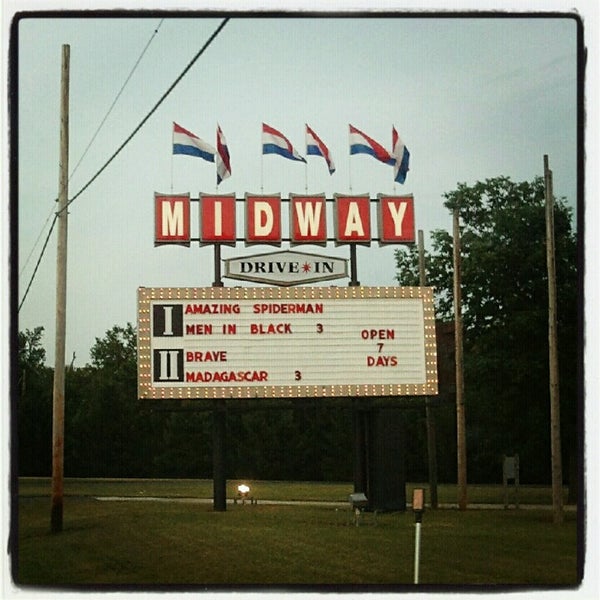 MIDWAY
DRIVE IN
I AMAZING SPIDERMAN
MEN IN BLACK 3
II BRAVE
MADAGASCAR 3
OPEN
7
DAYS